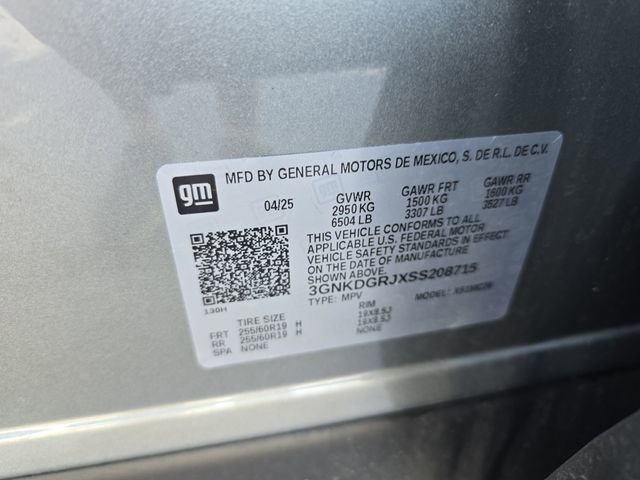 gm
MFD BY GENERAL MOTORS DE MEXICO, S. DE R.L. DE C.V.
04/25 GVWR GAWR FRT GAWR RR
2950 KG 1500 KG 1600 KG
6504 LB 3307 LB 3527 LB
THIS VEHICLE CONFORMS TO ALL
APPLICABLE U.S. FEDERAL MOTOR
VEHICLE SAFETY STANDARDS IN EFFECT
ON THE DATE OF MANUFACTURE
SHOWN ABOVE.
3GNKDGRJXSS208715
TYPE: MPV MODEL:
130H
TIRE SIZE RIM
FRT 255/60R19 H 19X8.5J
RR 255/60R19 H 19X8.5J
SPA NONE NONE